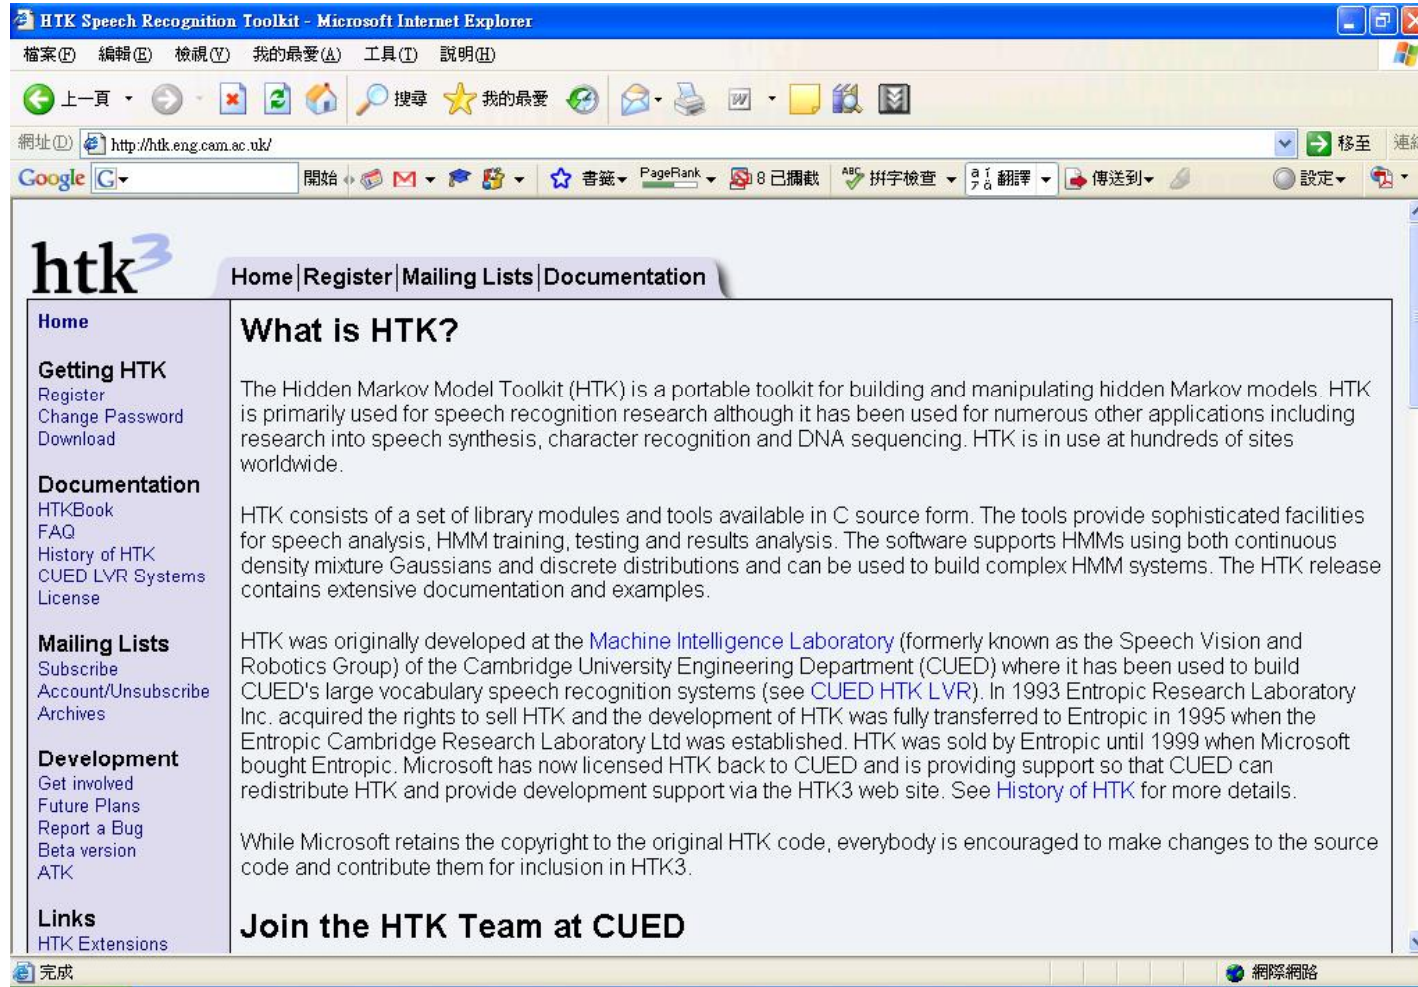 HTK Speech Recognition Toolkit - Microsoft Internet Explorer
檔案(F) 編輯(E) 檢視(V) 我的最愛(A) 工具(T) 說明(H)
上一頁 搜尋 我的最愛
網址(D) http://htk.eng.cam.ac.uk/ 移至
Google G 開始 書籤 PageRank 8 已攔截 ABC 拼字檢查 翻譯 傳送到 設定
htk3
Home|Register|Mailing Lists|Documentation
Home
Getting HTK
Register
Change Password
Download
Documentation
HTKBook
FAQ
History of HTK
CUED LVR Systems
License
Mailing Lists
Subscribe
Account/Unsubscribe
Archives
Development
Get involved
Future Plans
Report a Bug
Beta version
ATK
Links
HTK Extensions
What is HTK?
The Hidden Markov Model Toolkit (HTK) is a portable toolkit for building and manipulating hidden Markov models. HTK
is primarily used for speech recognition research although it has been used for numerous other applications including
research into speech synthesis, character recognition and DNA sequencing. HTK is in use at hundreds of sites
worldwide.
HTK consists of a set of library modules and tools available in C source form. The tools provide sophisticated facilities
for speech analysis, HMM training, testing and results analysis. The software supports HMMs using both continuous
density mixture Gaussians and discrete distributions and can be used to build complex HMM systems. The HTK release
contains extensive documentation and examples.
HTK was originally developed at the Machine Intelligence Laboratory (formerly known as the Speech Vision and
Robotics Group) of the Cambridge University Engineering Department (CUED) where it has been used to build
CUED's large vocabulary speech recognition systems (see CUED HTK LVR). In 1993 Entropic Research Laboratory
Inc. acquired the rights to sell HTK and the development of HTK was fully transferred to Entropic in 1995 when the
Entropic Cambridge Research Laboratory Ltd was established. HTK was sold by Entropic until 1999 when Microsoft
bought Entropic. Microsoft has now licensed HTK back to CUED and is providing support so that CUED can
redistribute HTK and provide development support via the HTK3 web site. See History of HTK for more details.
While Microsoft retains the copyright to the original HTK code, everybody is encouraged to make changes to the source
code and contribute them for inclusion in HTK3.
Join the HTK Team at CUED
完成 網際網路